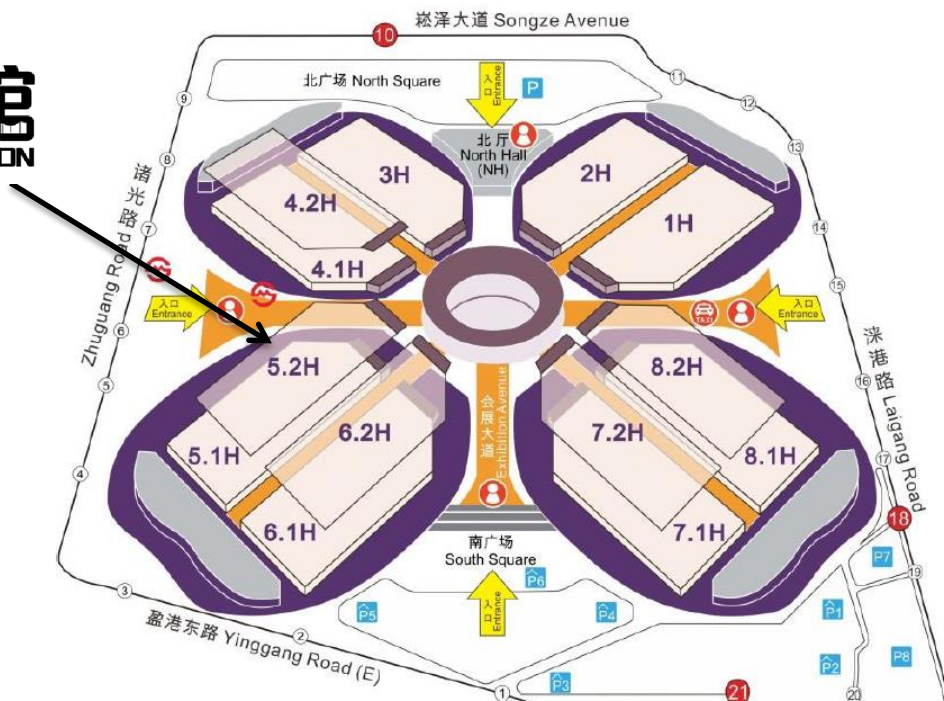 崧泽大道 Songze Avenue
10
11
12
13
14
15
16
17
18
19
20
21
1
2
3
4
5
6
7
8
9
北广场 North Square
入口
Entrance
P
馆
ON
北厅
North Hall
(NH)
3H
4.2H
4.1H
2H
1H
诸光路 Zhuguang Road
入口
Entrance
TAXI
入口
Entrance
涞港路 Laigang Road
5.2H
5.1H
6.2H
6.1H
会展大道 Exhibition Avenue
8.2H
8.1H
7.2H
7.1H
南广场
South Square
入口
Entrance
P6
P5
P4
P7
P1
P2
P8
P3
盈港东路 Yinggang Road (E)